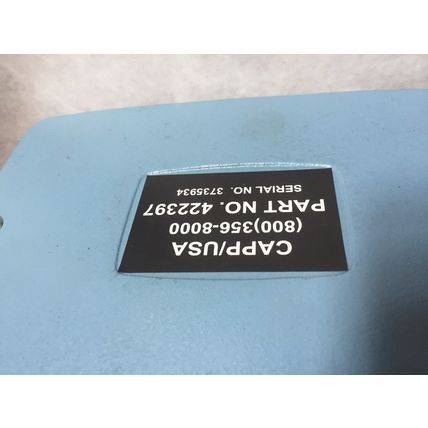 CAPP/USA
(800)356-8000
PART NO. 422397
SERIAL NO. 3735934